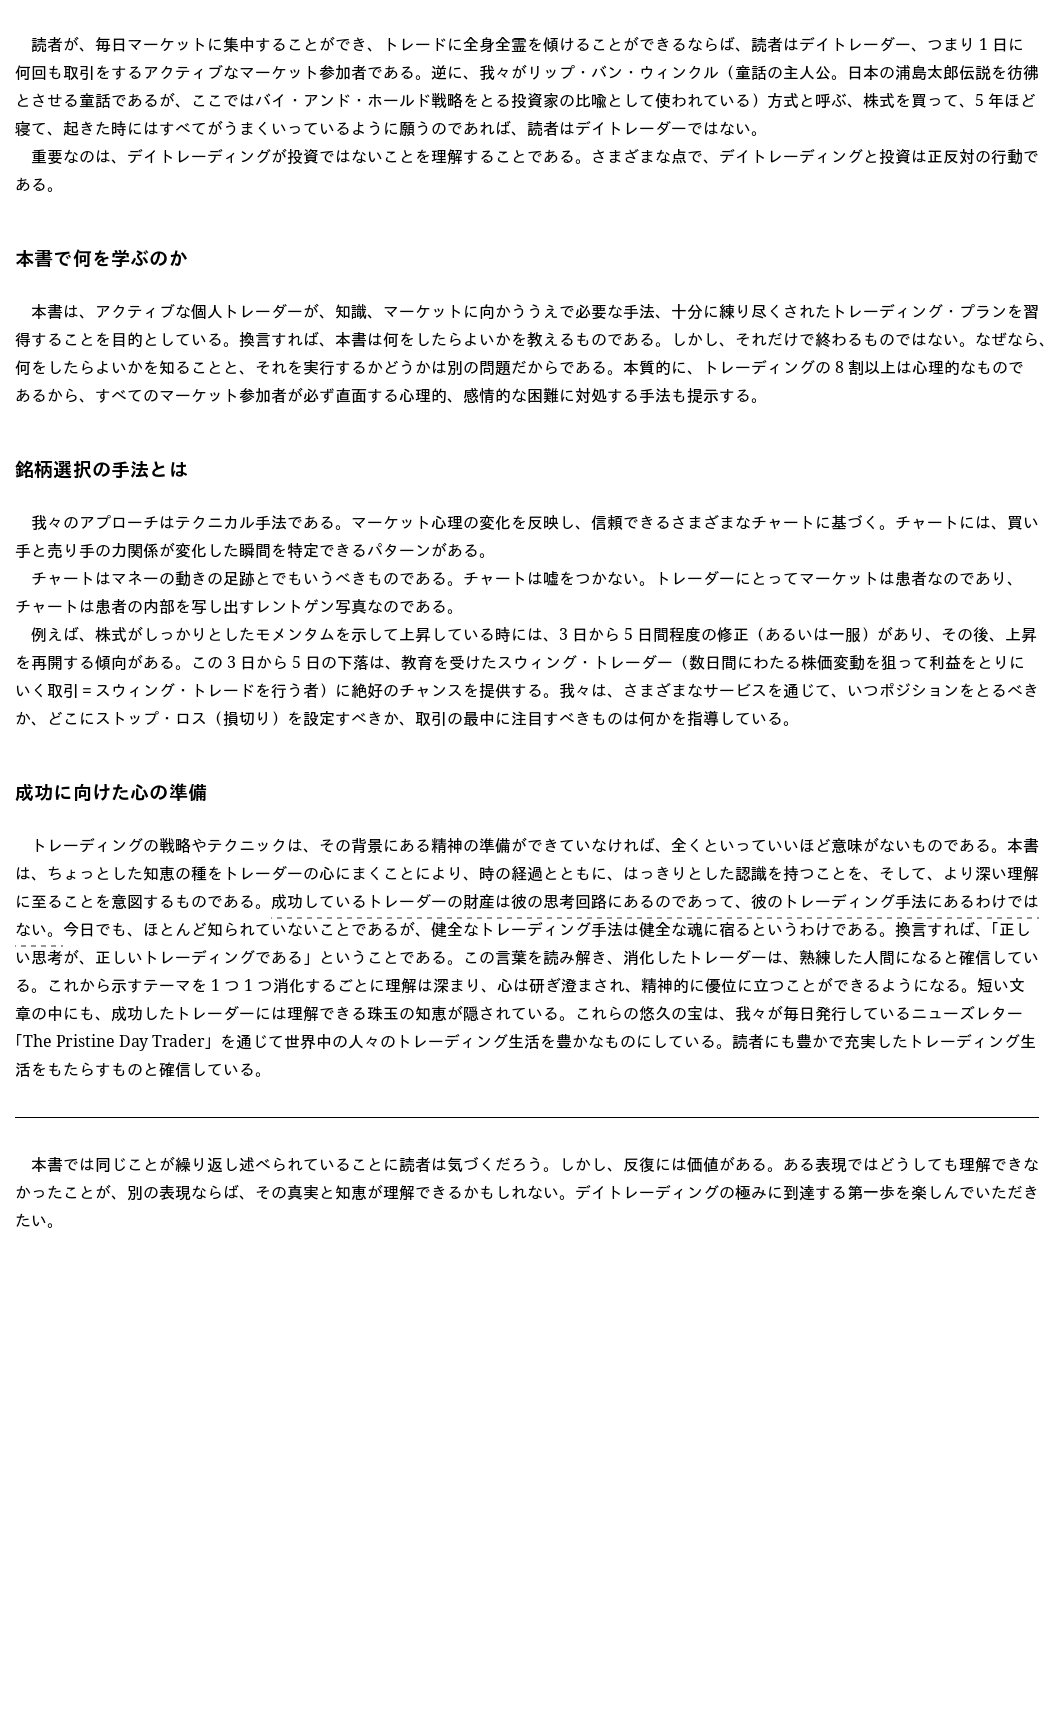 読者が、毎日マーケットに集中することができ、トレードに全身全霊を傾けることができるならば、読者はデイトレーダー、つまり 1 日に
何回も取引をするアクティブなマーケット参加者である。逆に、我々がリップ・バン・ウィンクル（童話の主人公。日本の浦島太郎伝説を彷彿
とさせる童話であるが、ここではバイ・アンド・ホールド戦略をとる投資家の比喩として使われている）方式と呼ぶ、株式を買って、5 年ほど
寝て、起きた時にはすべてがうまくいっているように願うのであれば、読者はデイトレーダーではない。
重要なのは、デイトレーディングが投資ではないことを理解することである。さまざまな点で、デイトレーディングと投資は正反対の行動で
ある。
本書で何を学ぶのか
本書は、アクティブな個人トレーダーが、知識、マーケットに向かううえで必要な手法、十分に練り尽くされたトレーディング・プランを習
得することを目的としている。換言すれば、本書は何をしたらよいかを教えるものである。しかし、それだけで終わるものではない。なぜなら、
何をしたらよいかを知ることと、それを実行するかどうかは別の問題だからである。本質的に、トレーディングの 8 割以上は心理的なもので
あるから、すべてのマーケット参加者が必ず直面する心理的、感情的な困難に対処する手法も提示する。
銘柄選択の手法とは
我々のアプローチはテクニカル手法である。マーケット心理の変化を反映し、信頼できるさまざまなチャートに基づく。チャートには、買い
手と売り手の力関係が変化した瞬間を特定できるパターンがある。
チャートはマネーの動きの足跡とでもいうべきものである。チャートは嘘をつかない。トレーダーにとってマーケットは患者なのであり、
チャートは患者の内部を写し出すレントゲン写真なのである。
例えば、株式がしっかりとしたモメンタムを示して上昇している時には、3 日から 5 日間程度の修正（あるいは一服）があり、その後、上昇
を再開する傾向がある。この 3 日から 5 日の下落は、教育を受けたスウィング・トレーダー（数日間にわたる株価変動を狙って利益をとりに
いく取引 = スウィング・トレードを行う者）に絶好のチャンスを提供する。我々は、さまざまなサービスを通じて、いつポジションをとるべき
か、どこにストップ・ロス（損切り）を設定すべきか、取引の最中に注目すべきものは何かを指導している。
成功に向けた心の準備
トレーディングの戦略やテクニックは、その背景にある精神の準備ができていなければ、全くといっていいほど意味がないものである。本書
は、ちょっとした知恵の種をトレーダーの心にまくことにより、時の経過とともに、はっきりとした認識を持つことを、そして、より深い理解
に至ることを意図するものである。成功しているトレーダーの財産は彼の思考回路にあるのであって、彼のトレーディング手法にあるわけでは
ない。今日でも、ほとんど知られていないことであるが、健全なトレーディング手法は健全な魂に宿るというわけである。換言すれば、「正し
い思考が、正しいトレーディングである」ということである。この言葉を読み解き、消化したトレーダーは、熟練した人間になると確信してい
る。これから示すテーマを 1 つ 1 つ消化するごとに理解は深まり、心は研ぎ澄まされ、精神的に優位に立つことができるようになる。短い文
章の中にも、成功したトレーダーには理解できる珠玉の知恵が隠されている。これらの悠久の宝は、我々が毎日発行しているニューズレター
「The Pristine Day Trader」を通じて世界中の人々のトレーディング生活を豊かなものにしている。読者にも豊かで充実したトレーディング生
活をもたらすものと確信している。
本書では同じことが繰り返し述べられていることに読者は気づくだろう。しかし、反復には価値がある。ある表現ではどうしても理解できな
かったことが、別の表現ならば、その真実と知恵が理解できるかもしれない。デイトレーディングの極みに到達する第一歩を楽しんでいただき
たい。